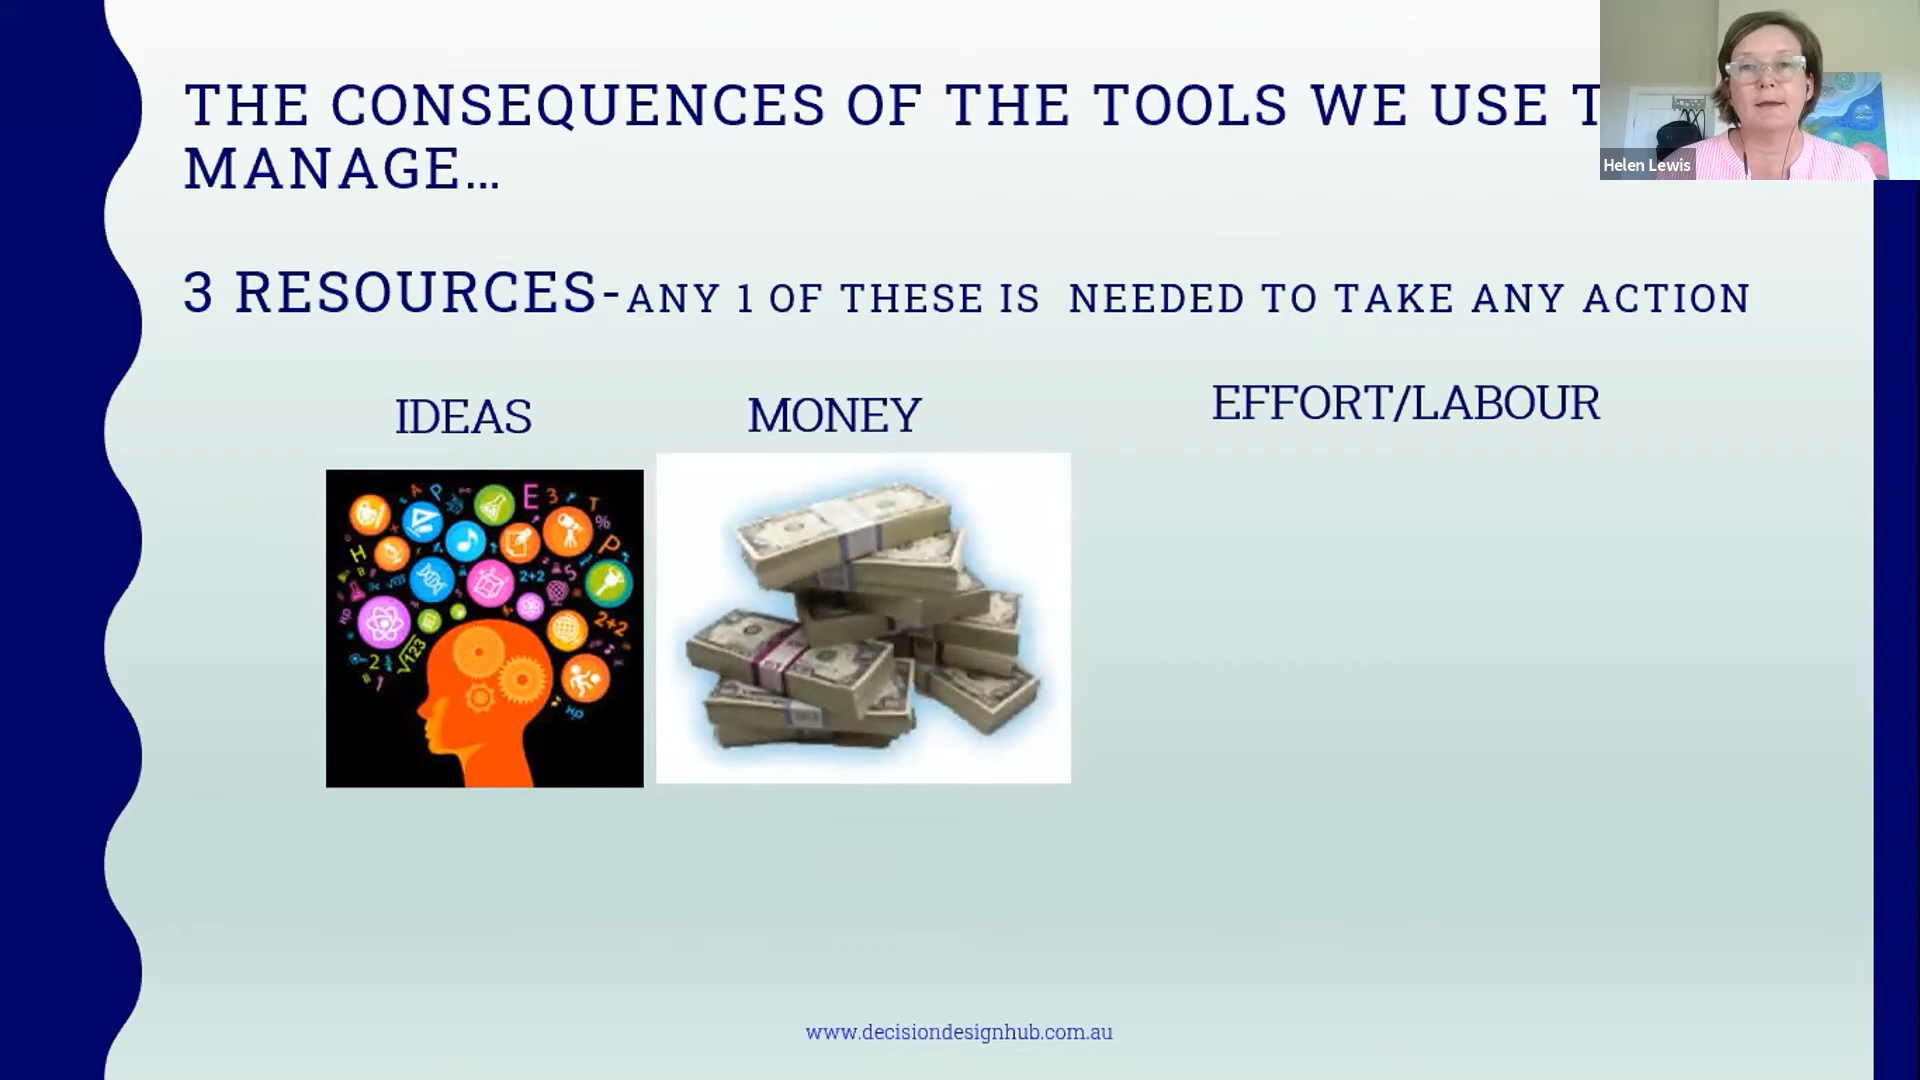 THE CONSEQUENCES OF THE TOOLS WE USE T
MANAGE…
Helen Lewis
3 RESOURCES-ANY 1 OF THESE IS NEEDED TO TAKE ANY ACTION
IDEAS
MONEY
EFFORT/LABOUR
www.decisiondesignhub.com.au